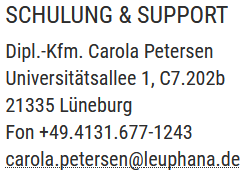 SCHULUNG & SUPPORT
Dipl.-Kfm. Carola Petersen
Universitätsallee 1, C7.202b
21335 Lüneburg
Fon +49.4131.677-1243
carola.petersen@leuphana.de